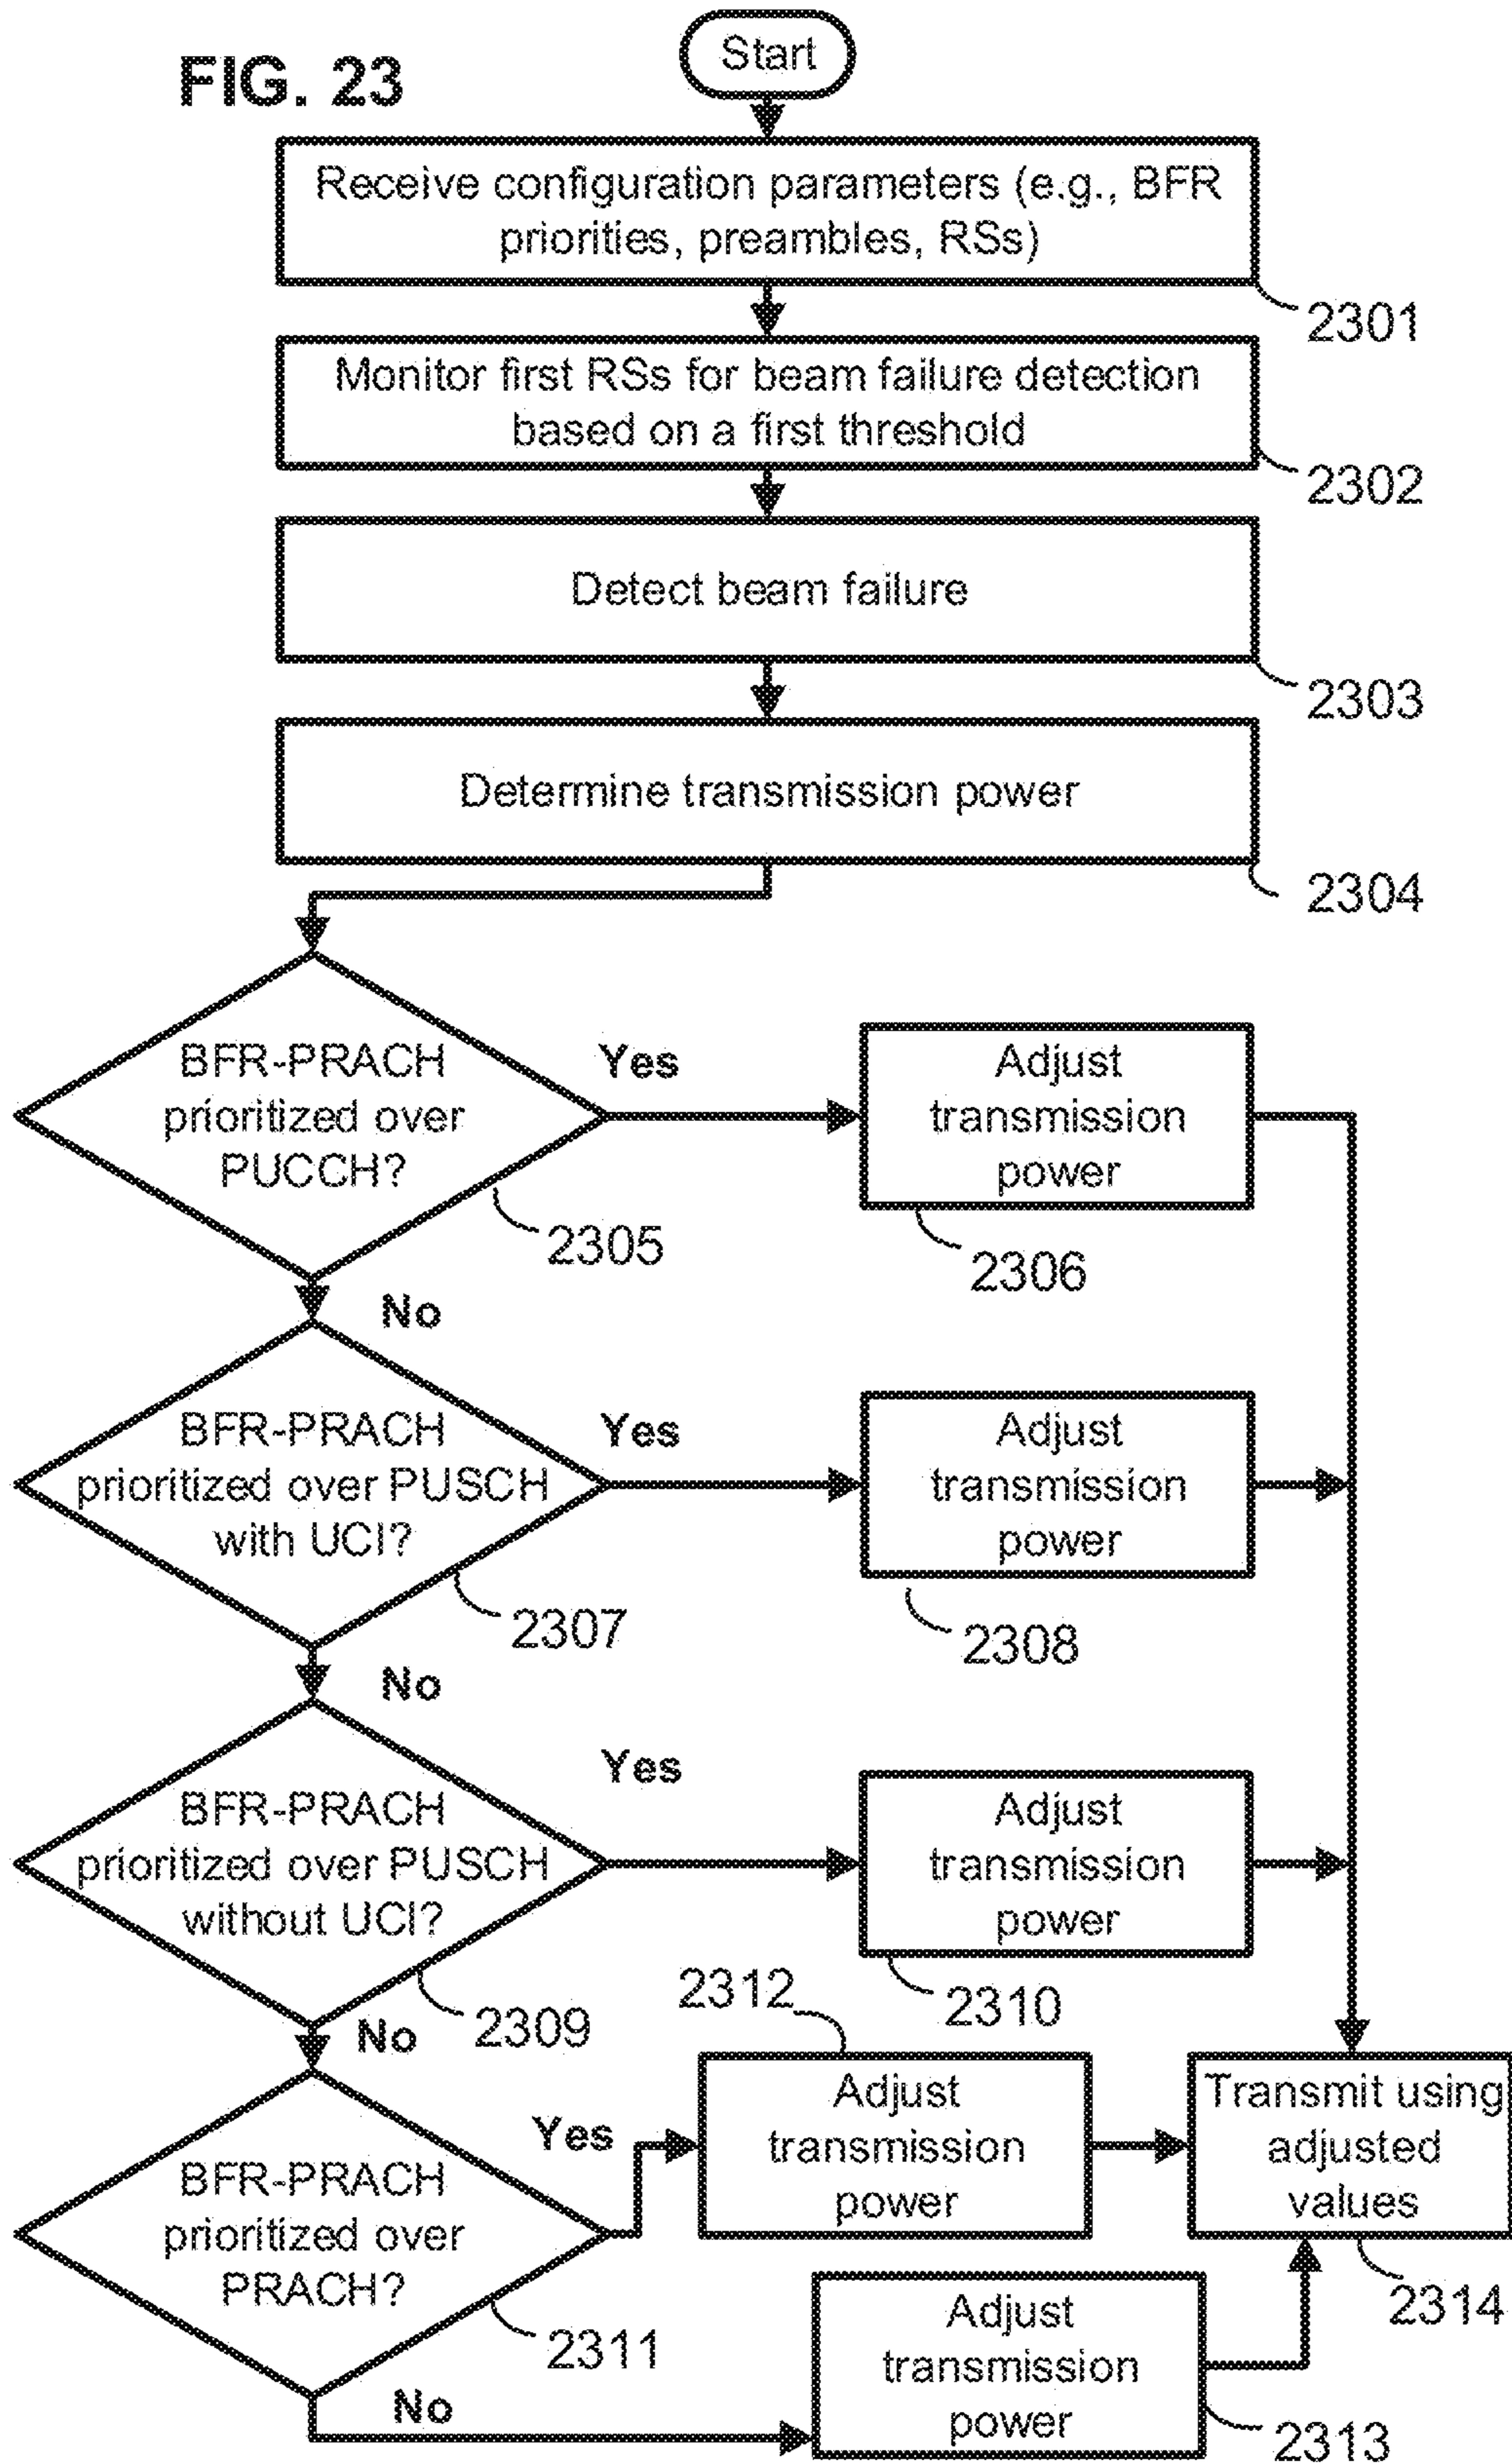 FIG. 23
Start
Receive configuration parameters (e.g., BFR
priorities, preambles, RSs)
2301
Monitor first RSs for beam failure detection
based on a first threshold
2302
Detect beam failure
2303
Determine transmission power
2304
BFR-PRACH
prioritized over
PUCCH?
2305
Yes
Adjust
transmission
power
2306
No
BFR-PRACH
prioritized over PUSCH
with UCI?
2307
Yes
Adjust
transmission
power
2308
No
BFR-PRACH
prioritized over PUSCH
without UCI?
2309
Yes
Adjust
transmission
power
2310
No
BFR-PRACH
prioritized over
PRACH?
2311
Yes
2312
Adjust
transmission
power
Transmit using
adjusted
values
2314
No
Adjust
transmission
power
2313